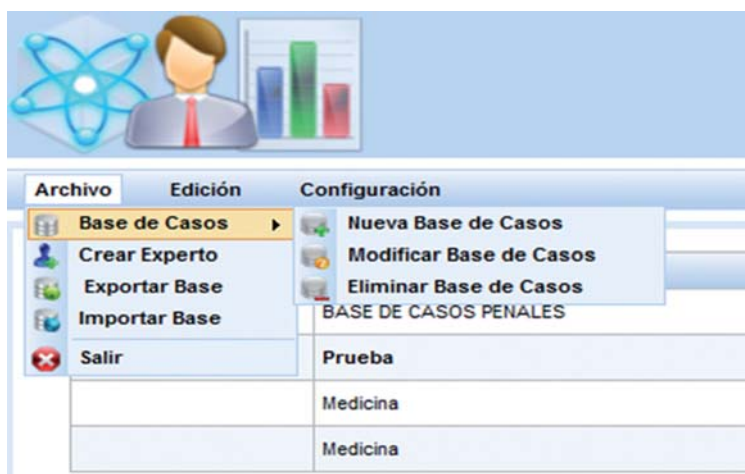 Archivo Edición Configuración
Base de Casos
Crear Experto
Exportar Base
Importar Base
Salir
Nueva Base de Casos
Modificar Base de Casos
Eliminar Base de Casos
BASE DE CASOS PENALES
Prueba
Medicina
Medicina